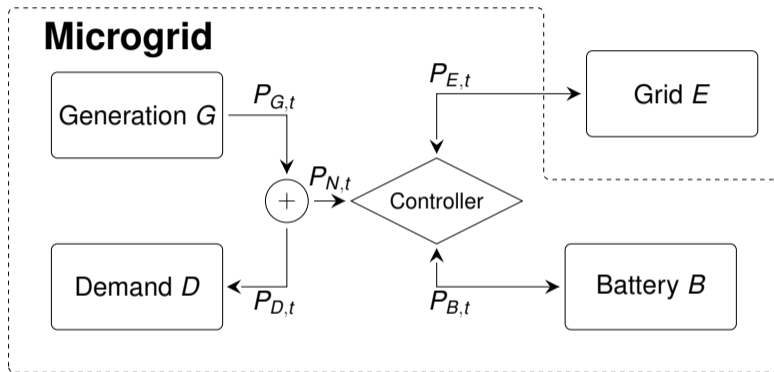 Microgrid
Generation G
P_{G,t}
P_{E,t}
Grid E
P_{N,t}
+
Controller
Demand D
P_{D,t}
P_{B,t}
Battery B